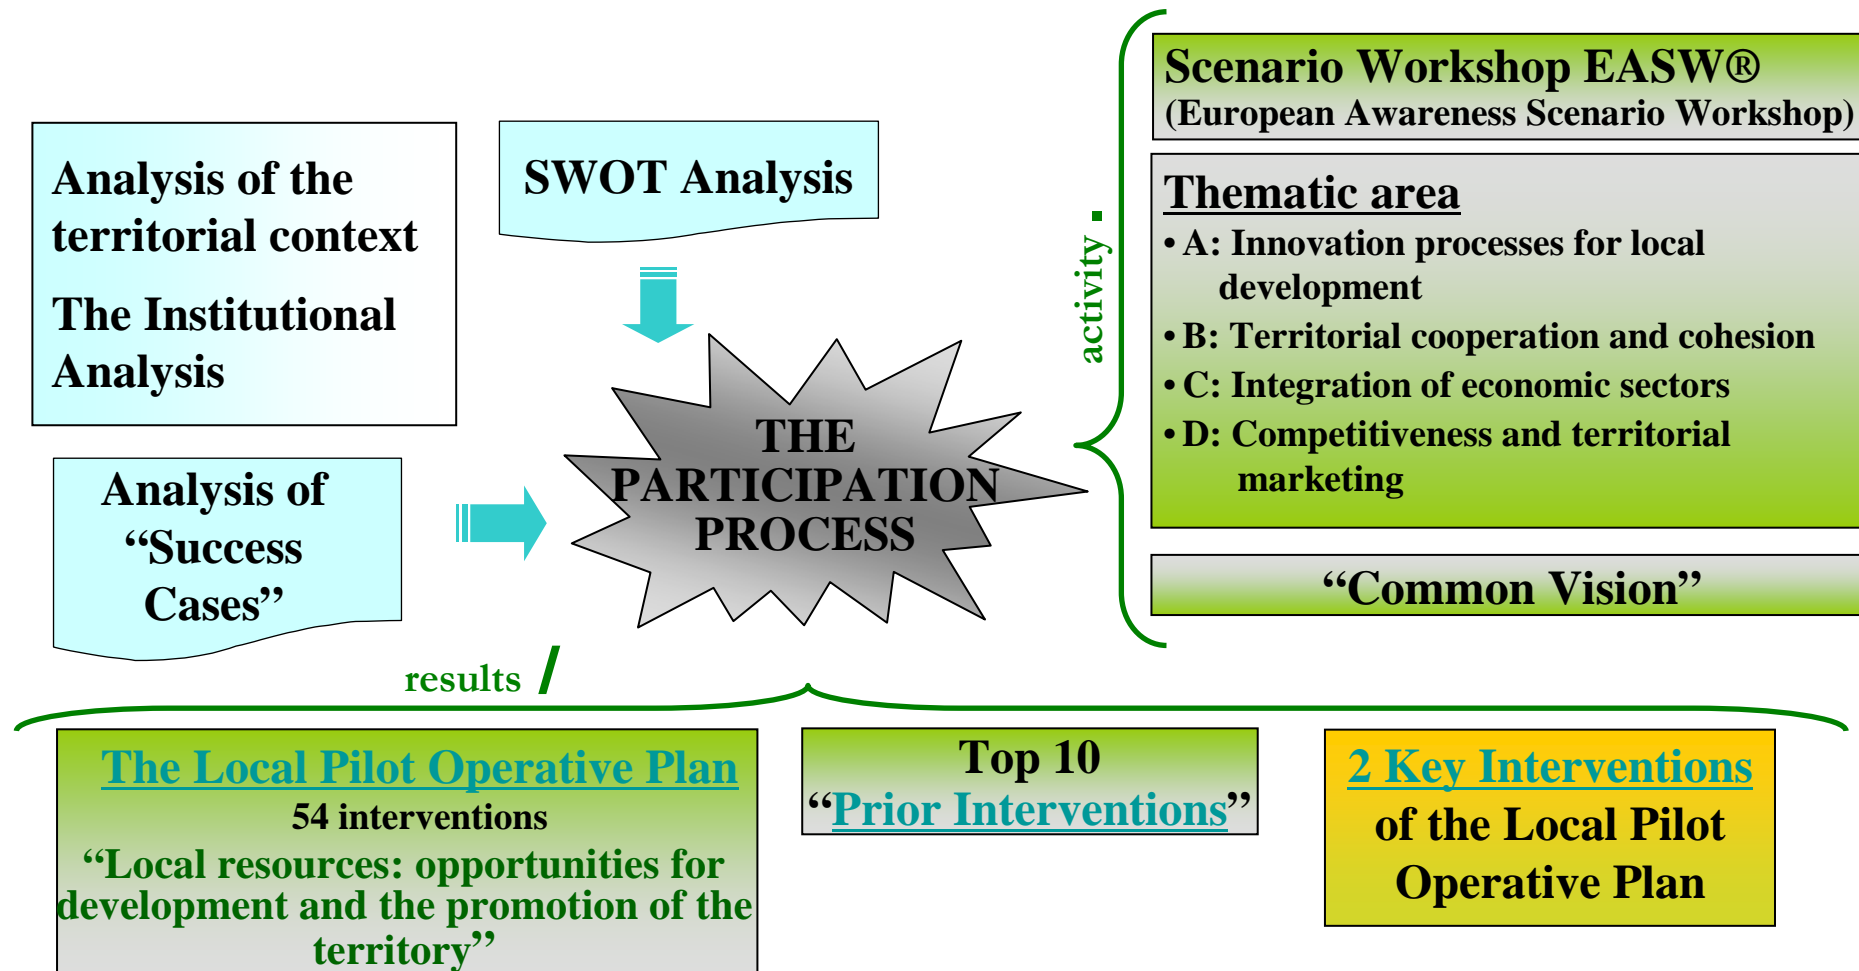 Analysis of the
territorial context
The Institutional
Analysis
SWOT Analysis
Analysis of
“Success
Cases”
THE
PARTICIPATION
PROCESS
activity
Scenario Workshop EASW®
(European Awareness Scenario Workshop)
Thematic area
• A: Innovation processes for local
development
• B: Territorial cooperation and cohesion
• C: Integration of economic sectors
• D: Competitiveness and territorial
marketing
“Common Vision”
results
The Local Pilot Operative Plan
54 interventions
“Local resources: opportunities for
development and the promotion of the
territory”
Top 10
“Prior Interventions”
2 Key Interventions
of the Local Pilot
Operative Plan